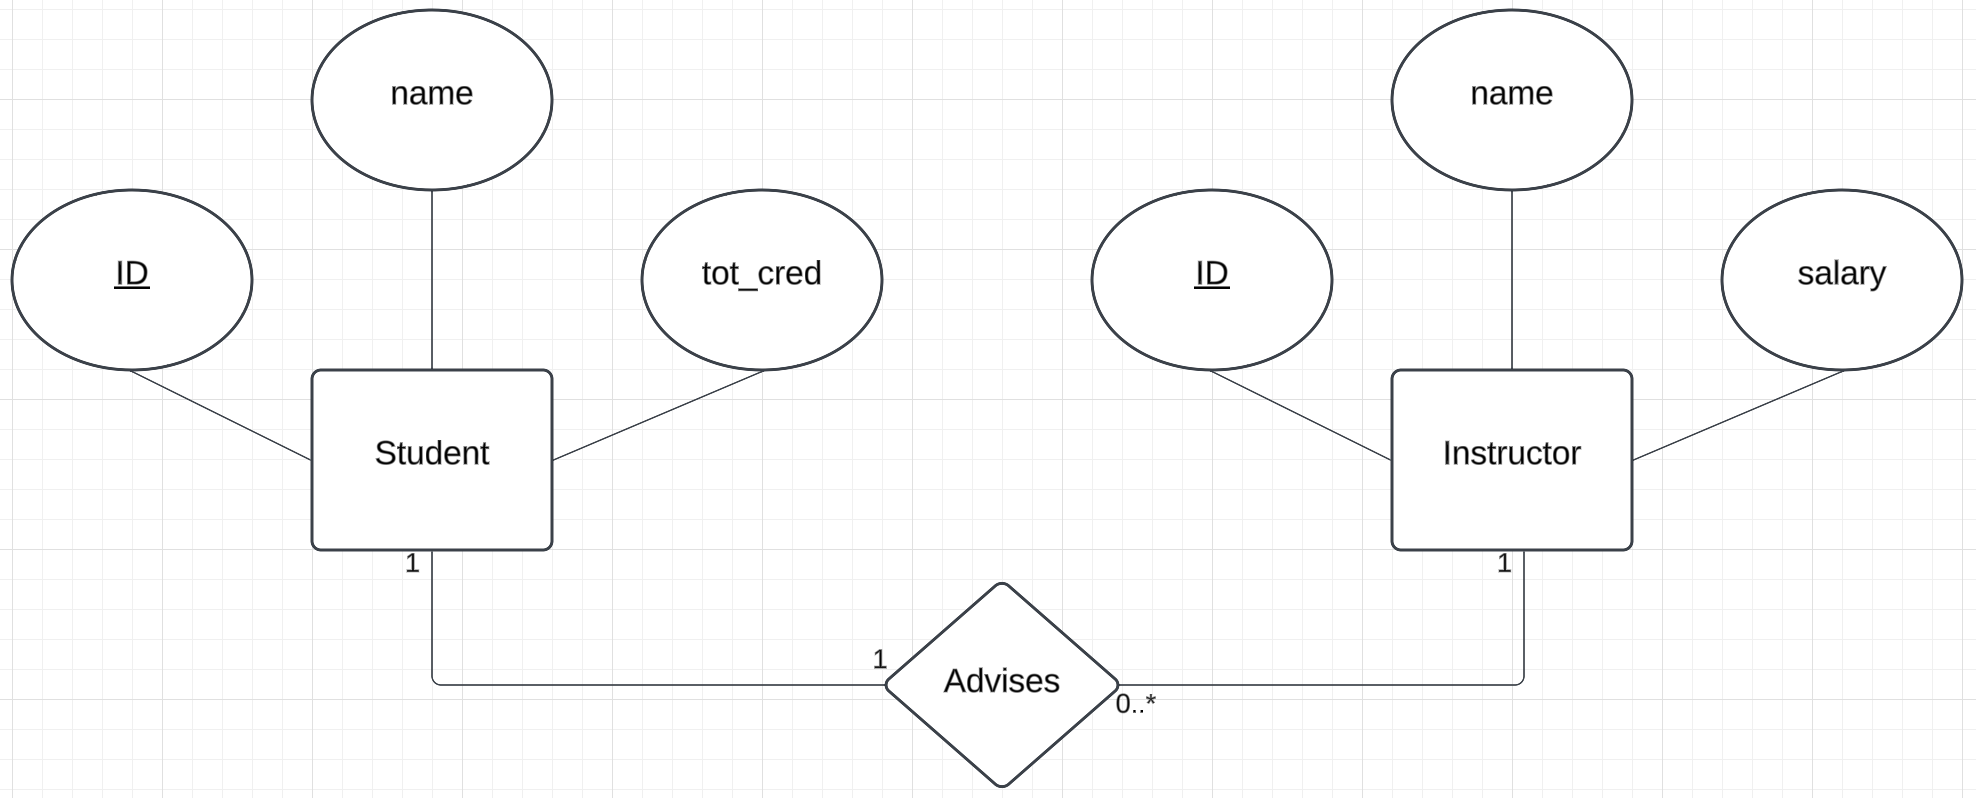 name
name
ID
tot_cred
ID
salary
Student
Instructor
1
1
1
Advises
0..*